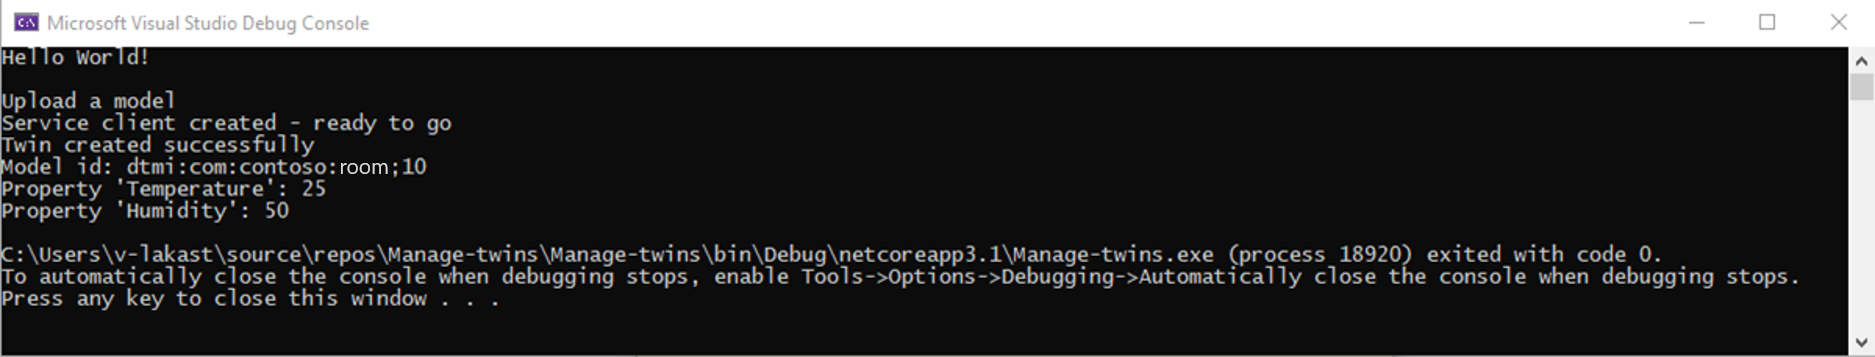 Microsoft Visual Studio Debug Console
Hello World!
Upload a model
Service client created - ready to go
Twin created successfully
Model id: dtmi:com:contoso:room;10
Property 'Temperature': 25
Property 'Humidity': 50
C:\Users\v-lakast\source\repos\Manage-twins\Manage-twins\bin\Debug\netcoreapp3.1\Manage-twins.exe (process 18920) exited with code 0.
To automatically close the console when debugging stops, enable Tools->Options->Debugging->Automatically close the console when debugging stops.
Press any key to close this window . . .